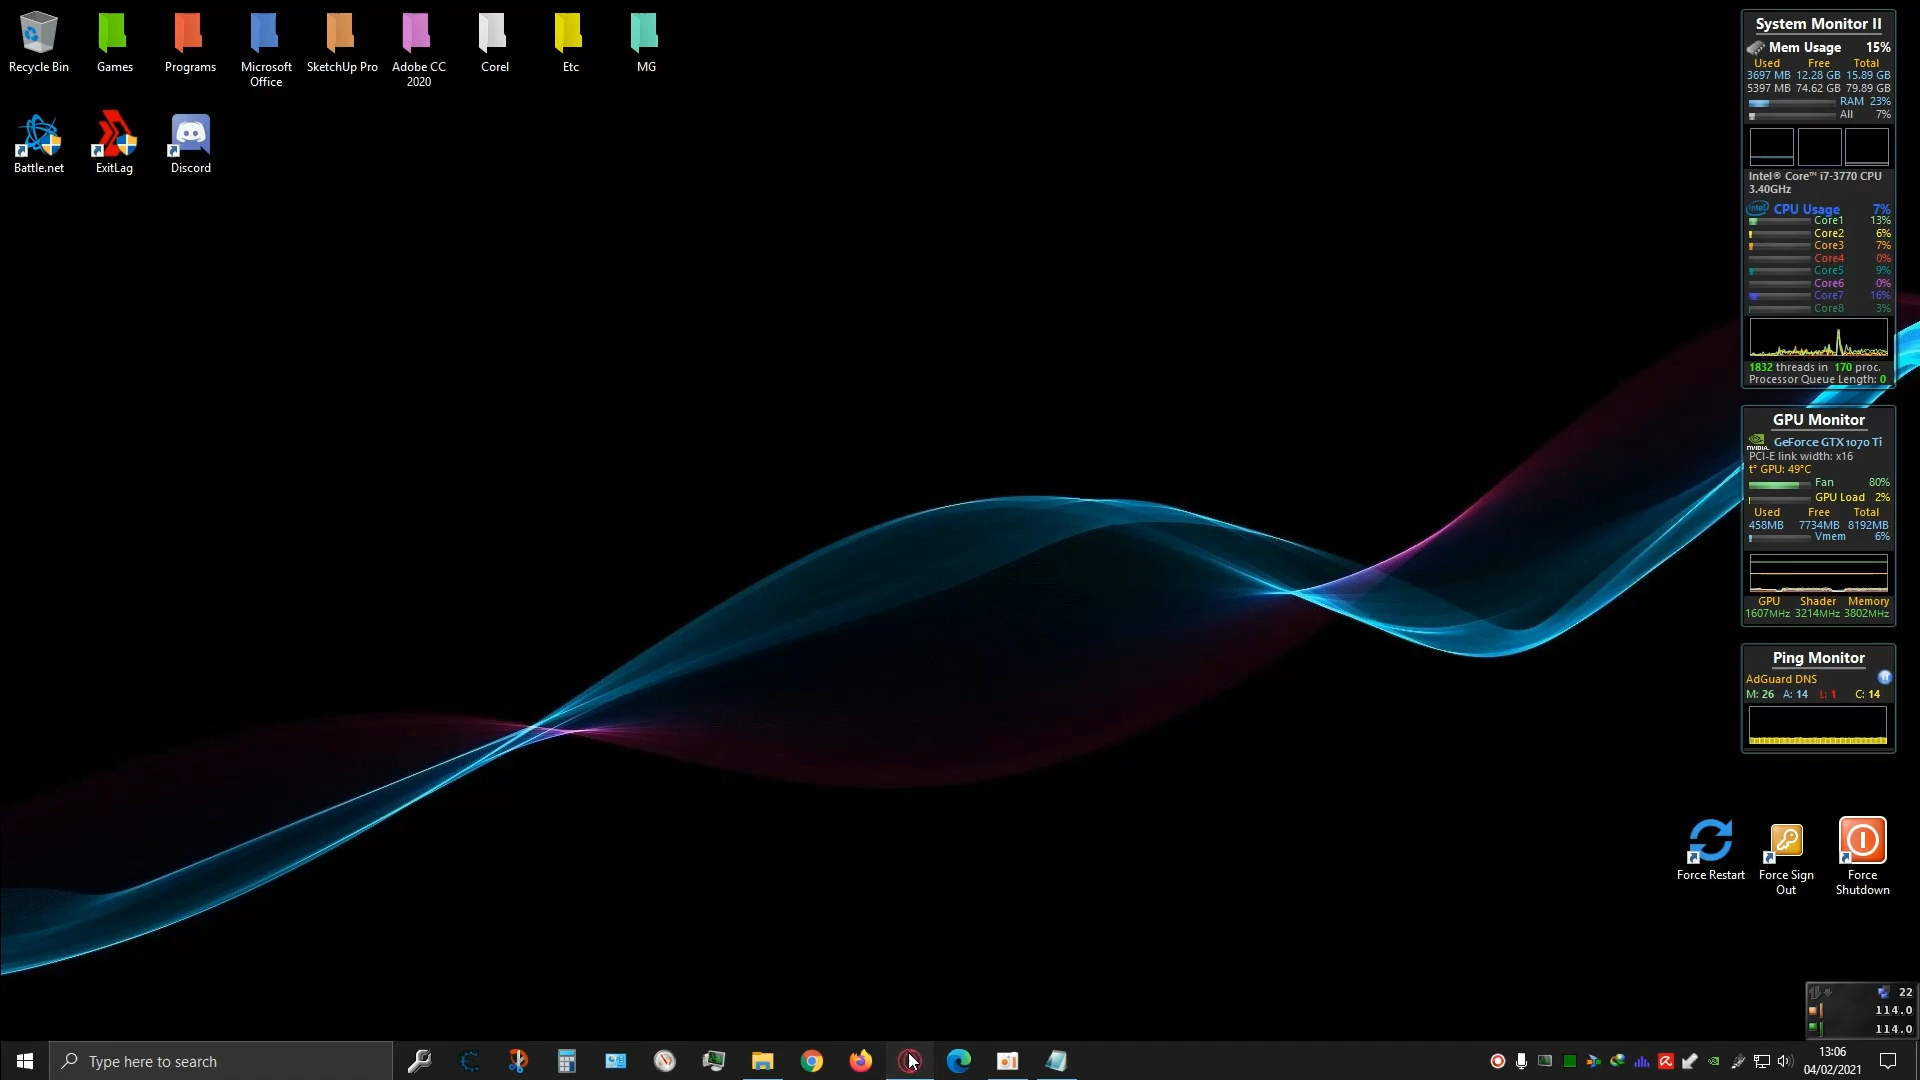 Recycle Bin
Games
Programs
Microsoft
Office
SketchUp Pro
Adobe CC
2020
Corel
Etc
MG
Battle.net
ExitLag
Discord
System Monitor II
Mem Usage 15%
Used Free Total
3697 MB 12.28 GB 15.89 GB
5397 MB 74.62 GB 79.89 GB
RAM 23%
All 7%
Intel® Core™ i7-3770 CPU
3.40GHz
intel CPU Usage 7%
Core1 13%
Core2 6%
Core3 7%
Core4 0%
Core5 9%
Core6 0%
Core7 16%
Core8 3%
1832 threads in 170 proc.
Processor Queue Length: 0
GPU Monitor
NVIDIA GeForce GTX 1070 Ti
PCI-E link width: x16
t° GPU: 49°C
Fan 80%
GPU Load 2%
Used Free Total
458MB 7734MB 8192MB
Vmem 6%
GPU Shader Memory
1607MHz 3214MHz 3802MHz
Ping Monitor
AdGuard DNS
M: 26 A: 14 L: 1 C: 14
Force Restart
Force Sign
Out
Force
Shutdown
22
114.0
114.0
Type here to search
13:06
04/02/2021